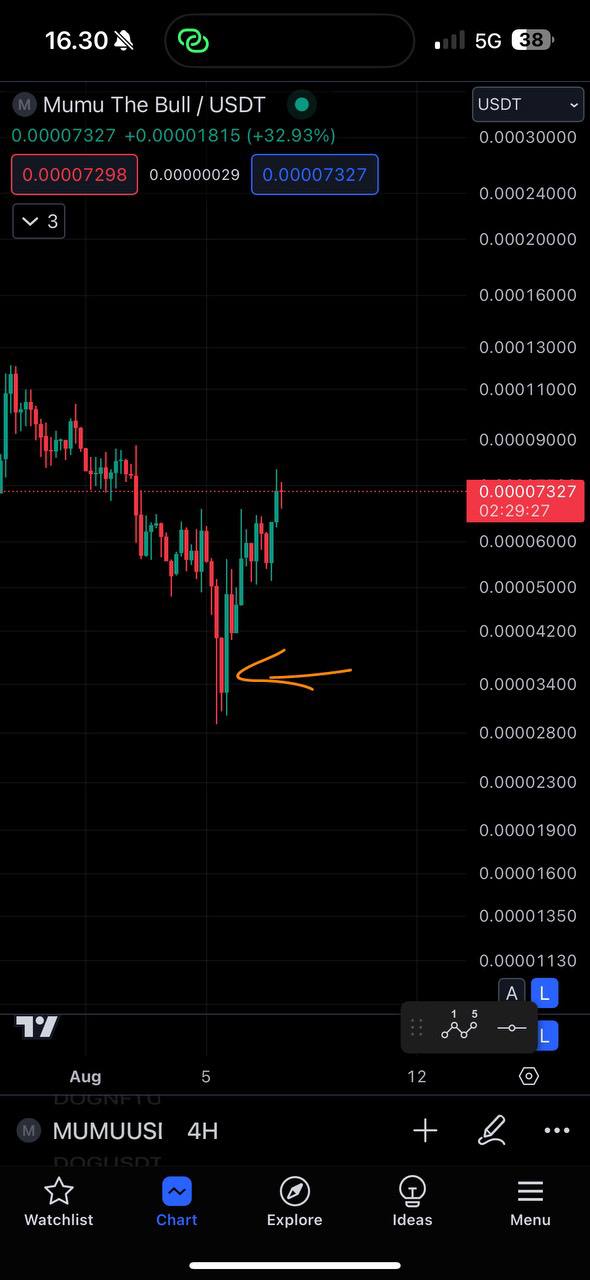 16.30 5G 38
M Mumu The Bull / USDT USDT
0.00007327 +0.00001815 (+32.93%)
0.00007298 0.00000029 0.00007327
3
0.00030000
0.00024000
0.00020000
0.00016000
0.00013000
0.00011000
0.00009000
0.00007327
02:29:27
0.00006000
0.00005000
0.00004200
0.00003400
0.00002800
0.00002300
0.00001900
0.00001600
0.00001350
0.00001130
A L
1 5
L
Aug 5 12
M MUMUUSI 4H
DOGUSDT
Watchlist Chart Explore Ideas Menu